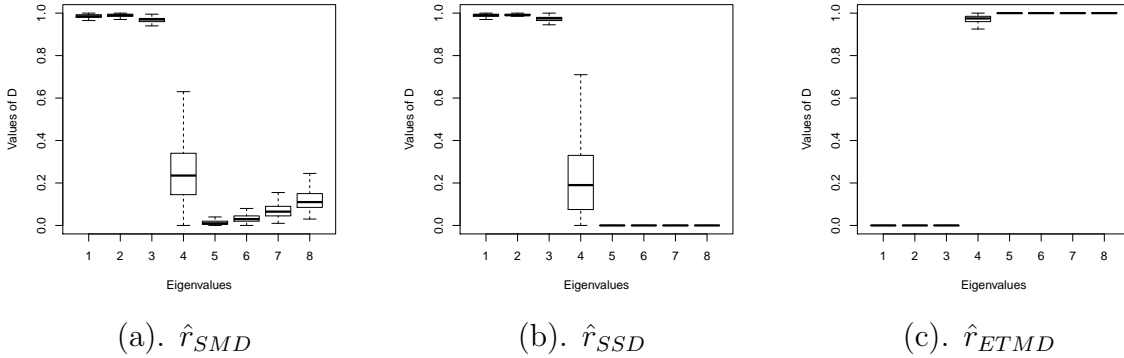 Values of D
1.0
0.8
0.6
0.4
0.2
0.0
1 2 3 4 5 6 7 8
Eigenvalues
(a). r̂_{SMD}
Values of D
1.0
0.8
0.6
0.4
0.2
0.0
1 2 3 4 5 6 7 8
Eigenvalues
(b). r̂_{SSD}
Values of D
1.0
0.8
0.6
0.4
0.2
0.0
1 2 3 4 5 6 7 8
Eigenvalues
(c). r̂_{ETMD}